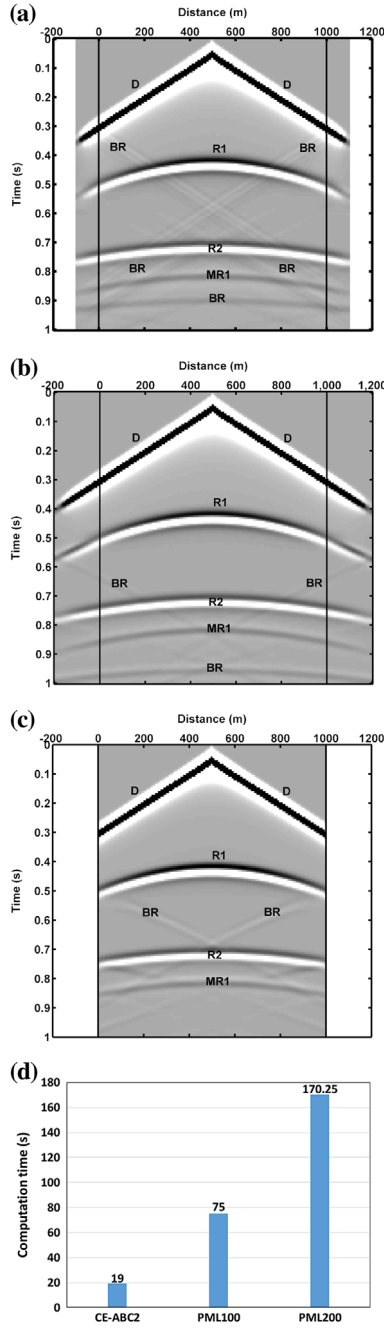 (a)
Distance (m)
-200 0 200 400 600 800 1,000 1200
0
0.1
0.2
0.3
0.4
0.5
0.6
0.7
0.8
0.9
1
Time (s)
D D
BR BR
R1
R2
BR MR1 BR
BR
(b)
Distance (m)
-200 0 200 400 600 800 1,000 1,200
0
0.1
0.2
0.3
0.4
0.5
0.6
0.7
0.8
0.9
1
Time (s)
D D
R1
BR BR
R2
MR1
BR
(c)
Distance (m)
-200 0 200 400 600 800 1000 1200
0
0.1
0.2
0.3
0.4
0.5
0.6
0.7
0.8
0.9
1
Time (s)
D D
R1
BR BR
R2
MR1
(d)
180
160
140
120
100
80
60
40
20
0
Computation time (s)
19
75
170.25
CE-ABC2 PML100 PML200